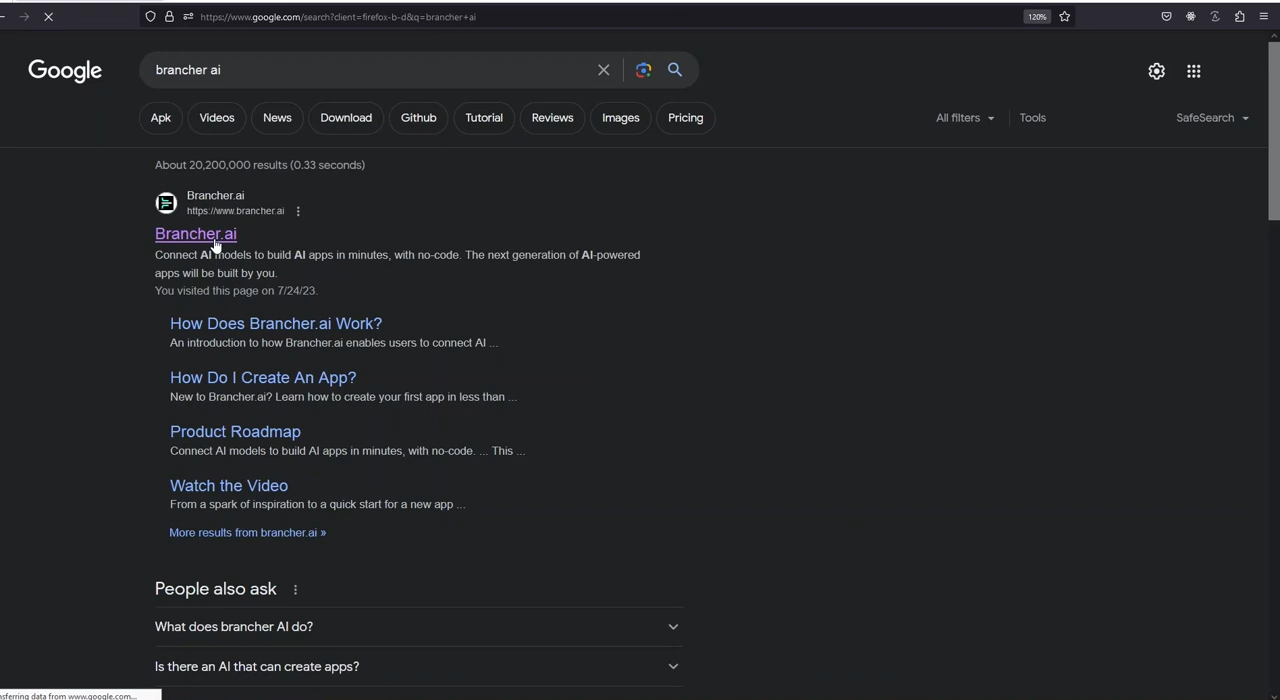 https://www.google.com/search?client=firefox-b-d&q=brancher+ai
120%
Google
brancher ai
Apk
Videos
News
Download
Github
Tutorial
Reviews
Images
Pricing
All filters
Tools
SafeSearch
About 20,200,000 results (0.33 seconds)
Brancher.ai
https://www.brancher.ai
Brancher.ai
Connect AI models to build AI apps in minutes, with no-code. The next generation of AI-powered
apps will be built by you.
You visited this page on 7/24/23.
How Does Brancher.ai Work?
An introduction to how Brancher.ai enables users to connect AI ...
How Do I Create An App?
New to Brancher.ai? Learn how to create your first app in less than ...
Product Roadmap
Connect AI models to build AI apps in minutes, with no-code. ... This ...
Watch the Video
From a spark of inspiration to a quick start for a new app ...
More results from brancher.ai »
People also ask
What does brancher AI do?
Is there an AI that can create apps?
nsferring data from www.google.com...